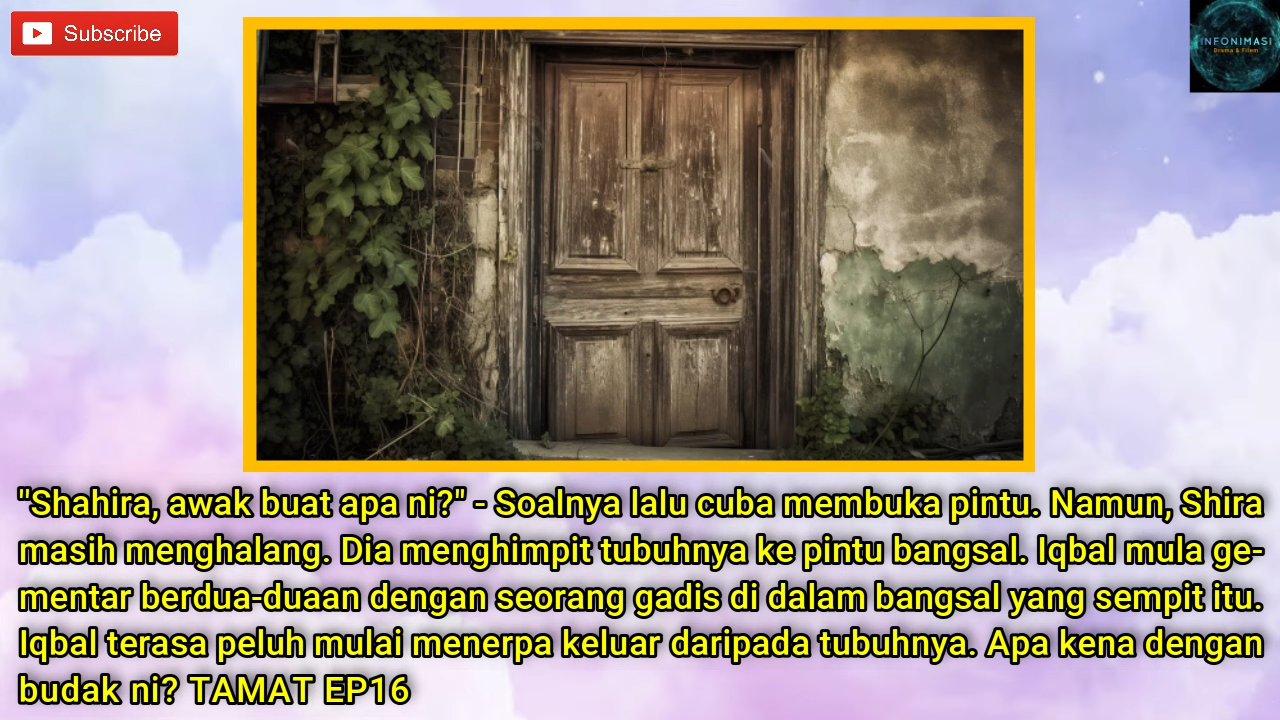 Subscribe
INFONIMASI
Drama & Filem
"Shahira, awak buat apa ni?" - Soalnya lalu cuba membuka pintu. Namun, Shira
masih menghalang. Dia menghimpit tubuhnya ke pintu bangsal. Iqbal mula ge-
mentar berdua-duaan dengan seorang gadis di dalam bangsal yang sempit itu.
Iqbal terasa peluh mulai menerpa keluar daripada tubuhnya. Apa kena dengan
budak ni? TAMAT EP16